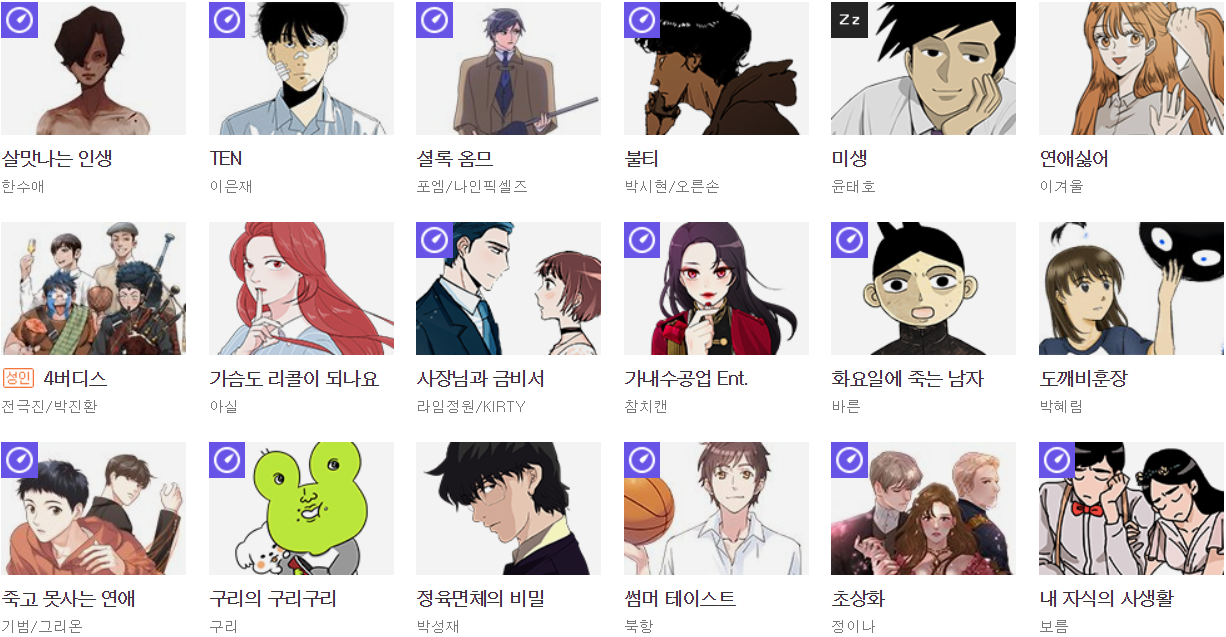 Zz
살맛나는 인생
한수애
TEN
이은재
셜록 옴므
포엠/나인픽셀즈
불티
박시현/오른손
미생
윤태호
연애싫어
이겨울
성인 4버디스
전극진/박진환
가슴도 리콜이 되나요
아실
사장님과 금비서
라임정원/KIRTY
가내수공업 Ent.
참치캔
화요일에 죽는 남자
바른
도깨비훈장
박혜림
죽고 못사는 연애
기범/그리온
구리의 구리구리
구리
정육면체의 비밀
박성재
썸머 테이스트
북항
초상화
정이나
내 자식의 사생활
보름